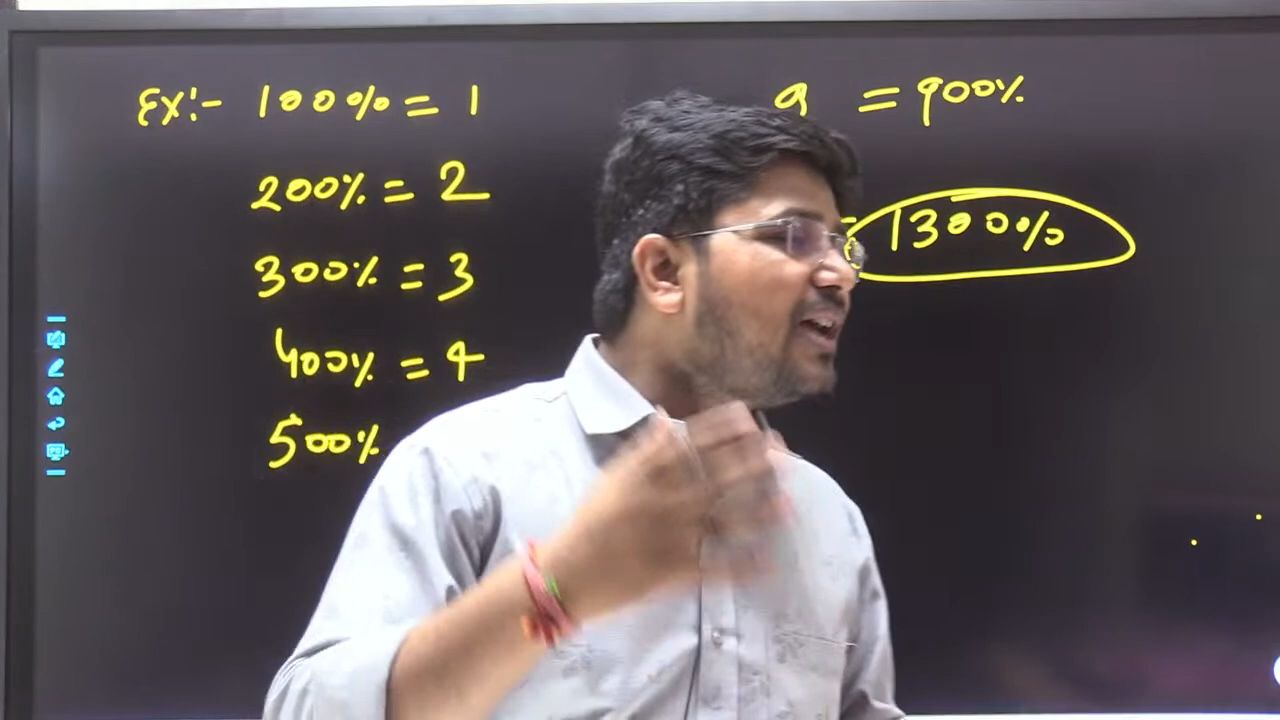 Ex:- 100% = 1
200% = 2
300% = 3
400% = 4
500%
9 = 900%
1300%